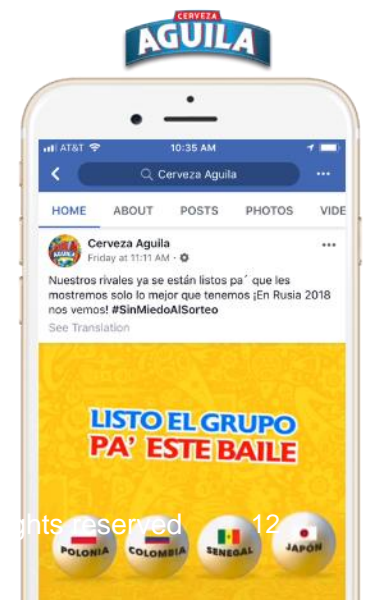 CERVEZA
AGUILA
AT&T
10:35 AM
Cerveza Aguila
HOME ABOUT POSTS PHOTOS VIDE
AGUILA
Cerveza Aguila
Friday at 11:11 AM
Nuestros rivales ya se están listos pa´ que les
mostremos solo lo mejor que tenemos ¡En Rusia 2018
nos vemos! #SinMiedoAlSorteo
See Translation
LISTO EL GRUPO
PA' ESTE BAILE
ghts reserved 12
POLONIA COLOMBIA SENEGAL JAPÓN